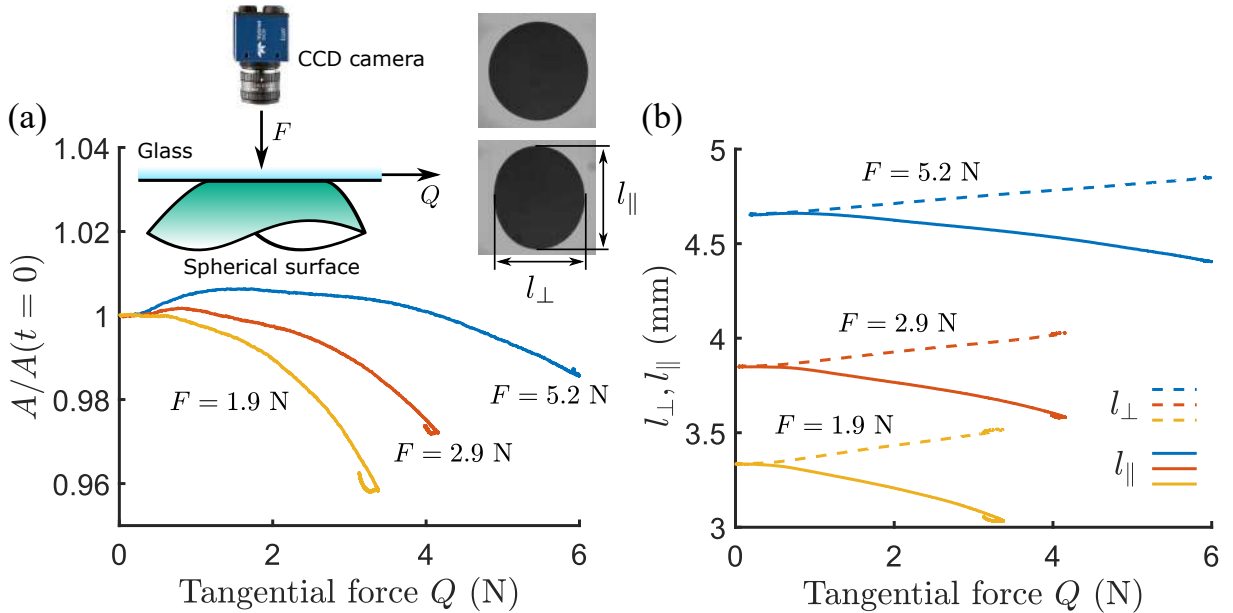 (a)
CCD camera
F
Glass
Q
Spherical surface
l∥
l⊥
1.04
1.02
1
0.98
0.96
A/A(t = 0)
F = 1.9 N
F = 2.9 N
F = 5.2 N
0 2 4 6
Tangential force Q (N)
(b)
5
4.5
4
3.5
3
l⊥, l∥ (mm)
F = 5.2 N
F = 2.9 N
F = 1.9 N
l⊥
l∥
0 2 4 6
Tangential force Q (N)